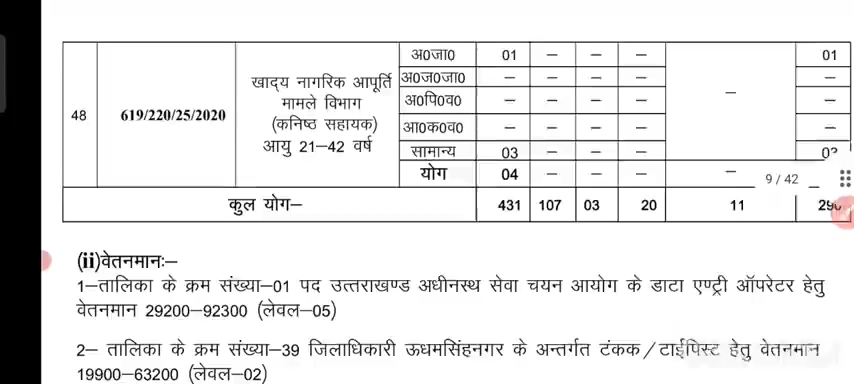 48 619/220/25/2020 खाद्य नागरिक आपूर्ति मामले विभाग (कनिष्ठ सहायक) आयु 21–42 वर्ष
अ0जा0 01 – – – – 01
अ0ज0जा0 – – – – –
अ0पि0व0 – – – – –
आ0क0व0 – – – – –
सामान्य 03 – – – 03
योग 04 – – – – –
9 / 42
कुल योग– 431 107 03 20 11
(ii)वेतनमानः–
1–तालिका के क्रम संख्या–01 पद उत्तराखण्ड अधीनस्थ सेवा चयन आयोग के डाटा एण्ट्री ऑपरेटर हेतु
वेतनमान 29200–92300 (लेवल–05)
2– तालिका के क्रम संख्या–39 जिलाधिकारी ऊधमसिंहनगर के अन्तर्गत टंकक / टाईपिस्ट हेतु वेतनमान
19900–63200 (लेवल–02)